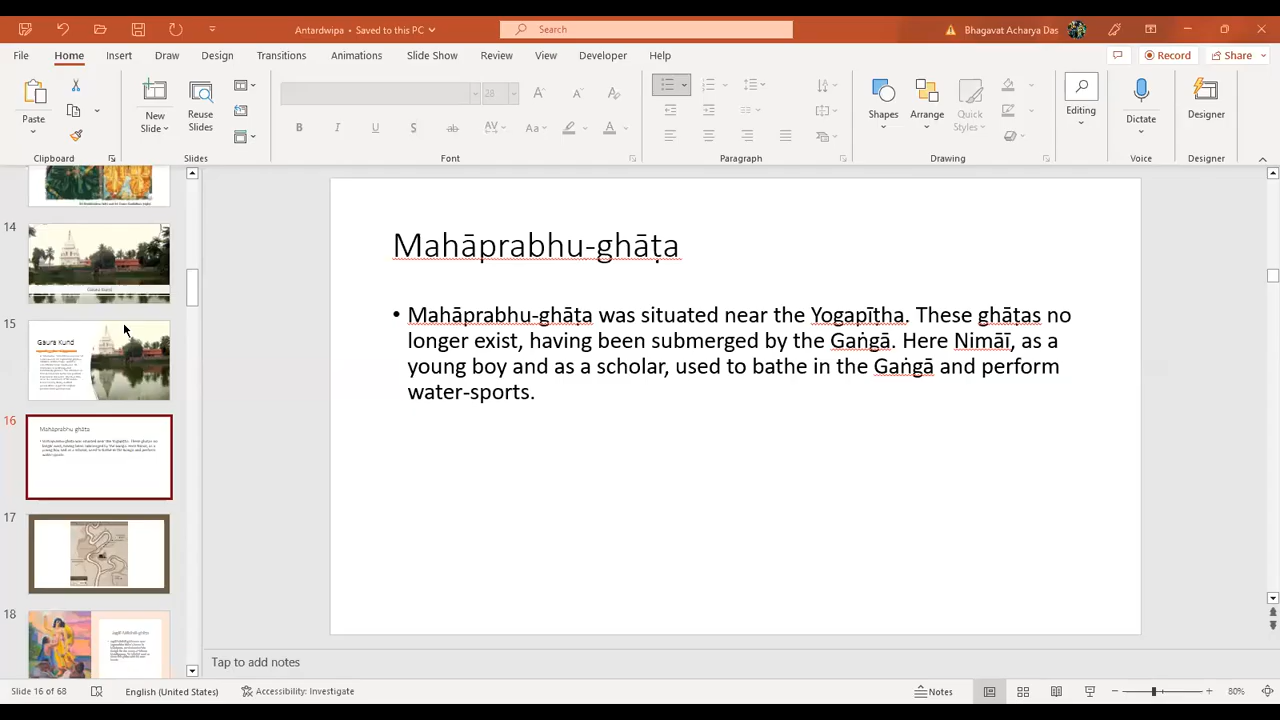 Antardwipa • Saved to this PC
Search
Bhagavat Acharya Das
File Home Insert Draw Design Transitions Animations Slide Show Review View Developer Help
Record Share
28
Paste New Slide Reuse Slides Shapes Arrange Quick Styles Editing Dictate Designer
Clipboard Slides Font Paragraph Drawing Voice Designer
14
15
Gaura Kund
16
17
18
Mahāprabhu-ghāṭa
• Mahāprabhu-ghāṭa was situated near the Yogapīṭha. These ghāṭas no
longer exist, having been submerged by the Gaṅgā. Here Nimāī, as a
young boy and as a scholar, used to bathe in the Gaṅgā and perform
water-sports.
Tap to add notes
Slide 16 of 68 English (United States) Accessibility: Investigate Notes 80%